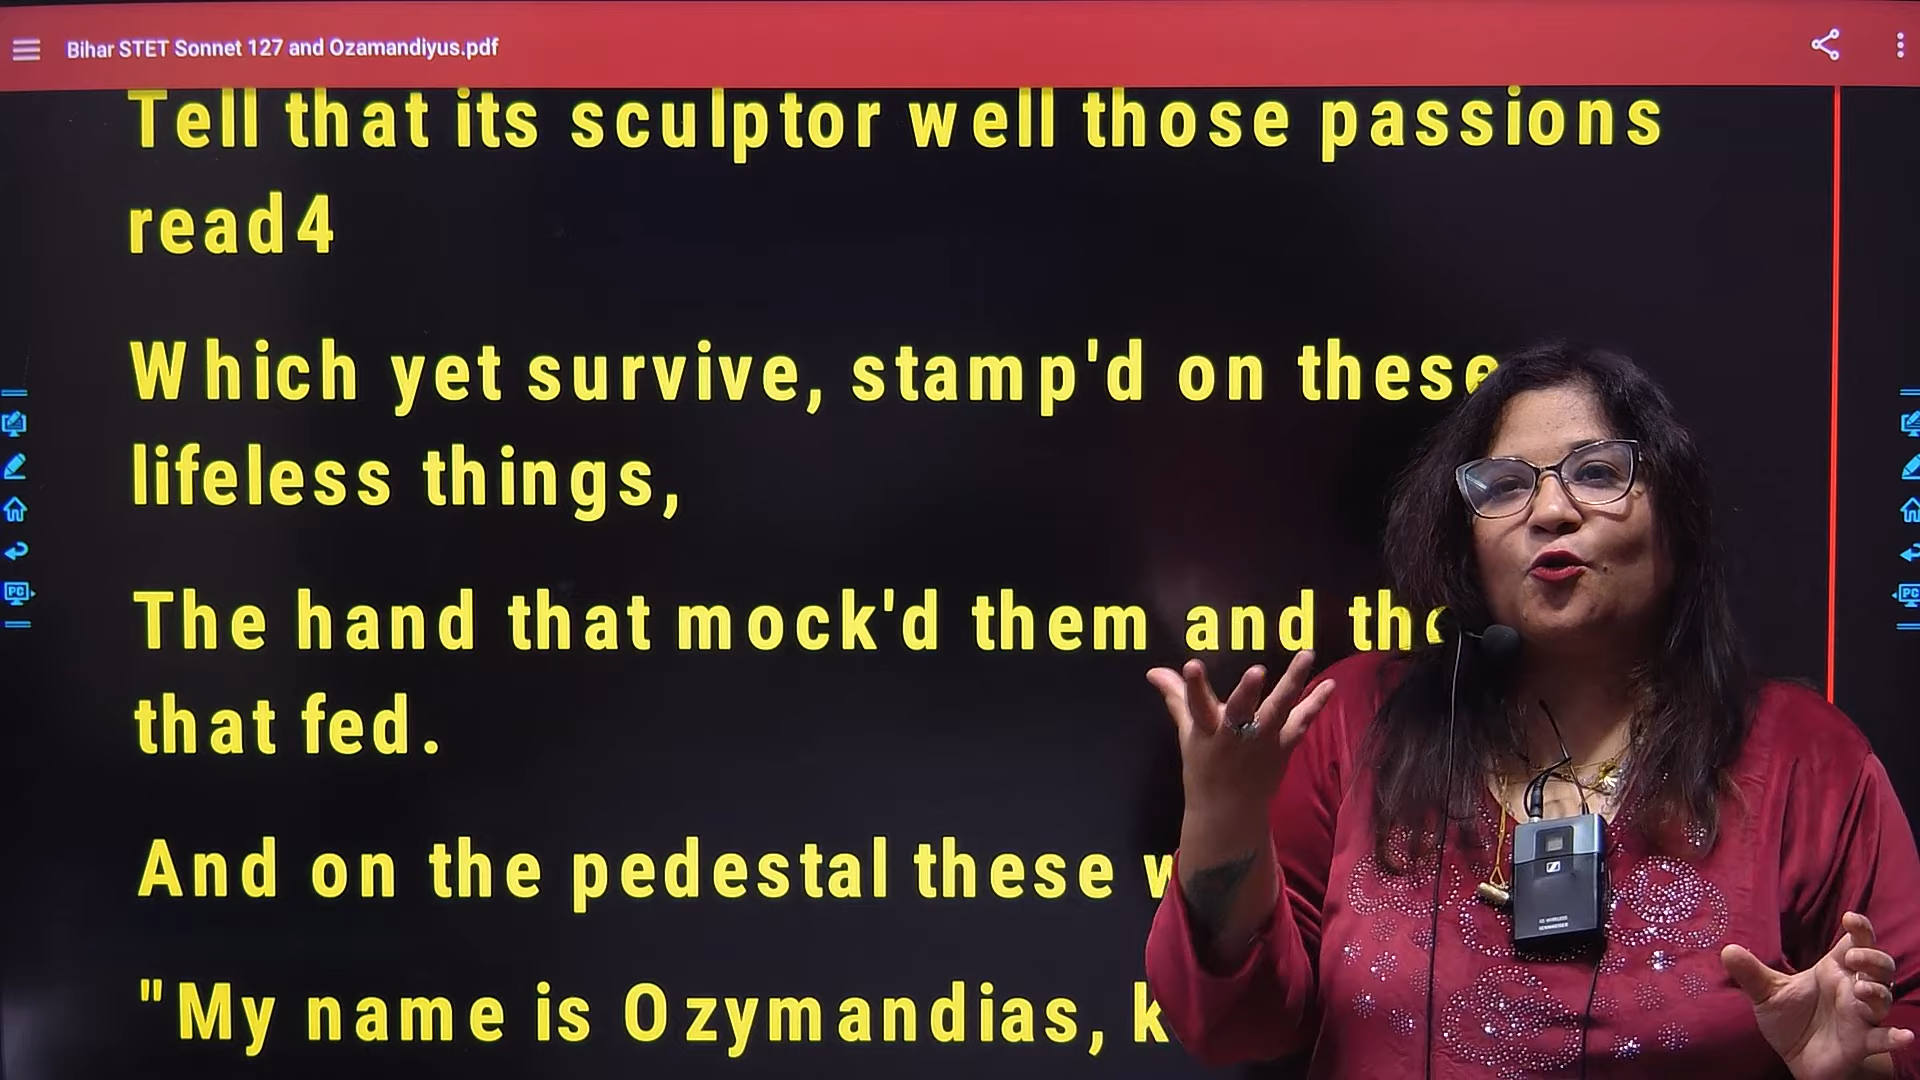 Bihar STET Sonnet 127 and Ozamandiyus.pdf
Tell that its sculptor well those passions
read4
Which yet survive, stamp'd on these
lifeless things,
The hand that mock'd them and
that fed.
And on the pedestal these
"My name is Ozymandias,
PC
PC